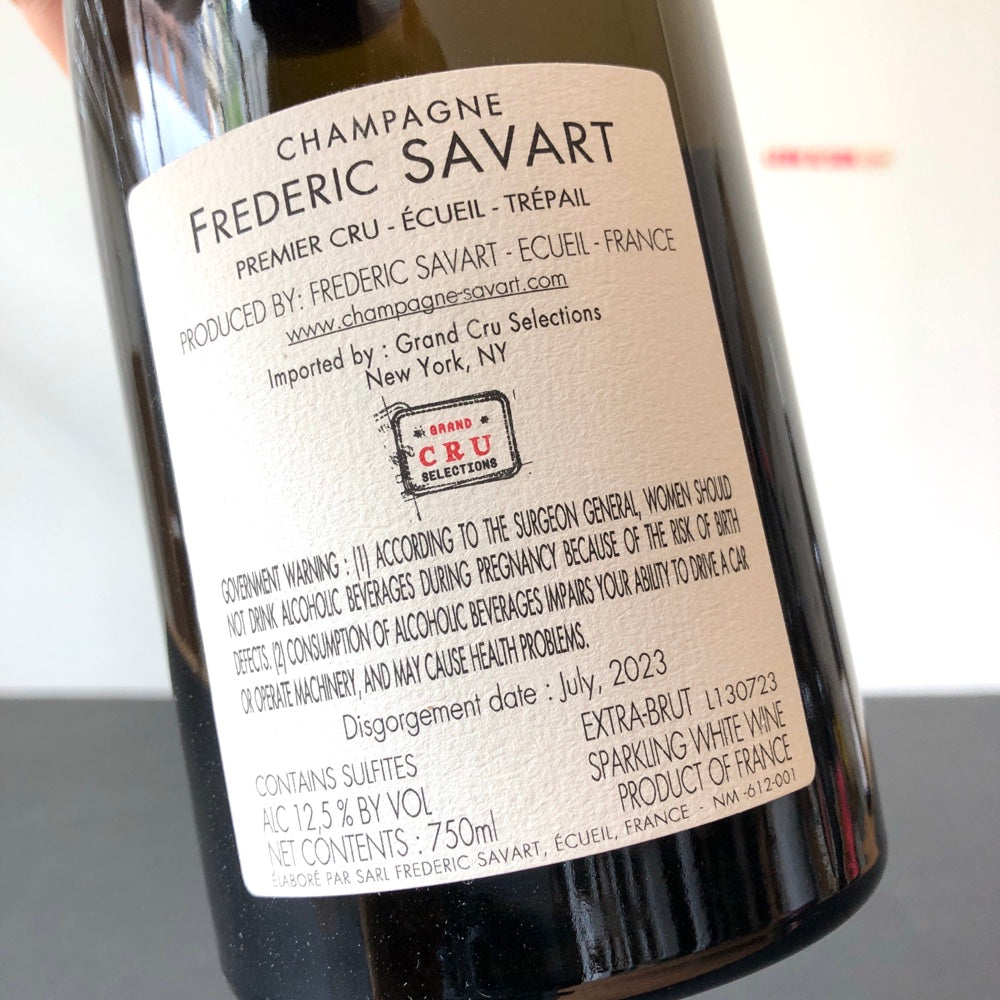 CHAMPAGNE
FREDERIC SAVART
PREMIER CRU - ÉCUEIL - TRÉPAIL
PRODUCED BY: FREDERIC SAVART - ECUEIL - FRANCE
www.champagne-savart.com
Imported by : Grand Cru Selections
New York, NY
GRAND
CRU
SELECTIONS
GOVERNMENT WARNING : (1) ACCORDING TO THE SURGEON GENERAL, WOMEN SHOULD
NOT DRINK ALCOHOLIC BEVERAGES DURING PREGNANCY BECAUSE OF THE RISK OF BIRTH
DEFECTS. (2) CONSUMPTION OF ALCOHOLIC BEVERAGES IMPAIRS YOUR ABILITY TO DRIVE A CAR
OR OPERATE MACHINERY, AND MAY CAUSE HEALTH PROBLEMS.
Disgorgement date : July, 2023
EXTRA-BRUT L130723
CONTAINS SULFITES
SPARKLING WHITE WINE
ALC 12,5 % BY VOL
PRODUCT OF FRANCE
NET CONTENTS : 750ml
ÉLABORÉ PAR SARL FREDERIC SAVART, ÉCUEIL, FRANCE - NM -612-001